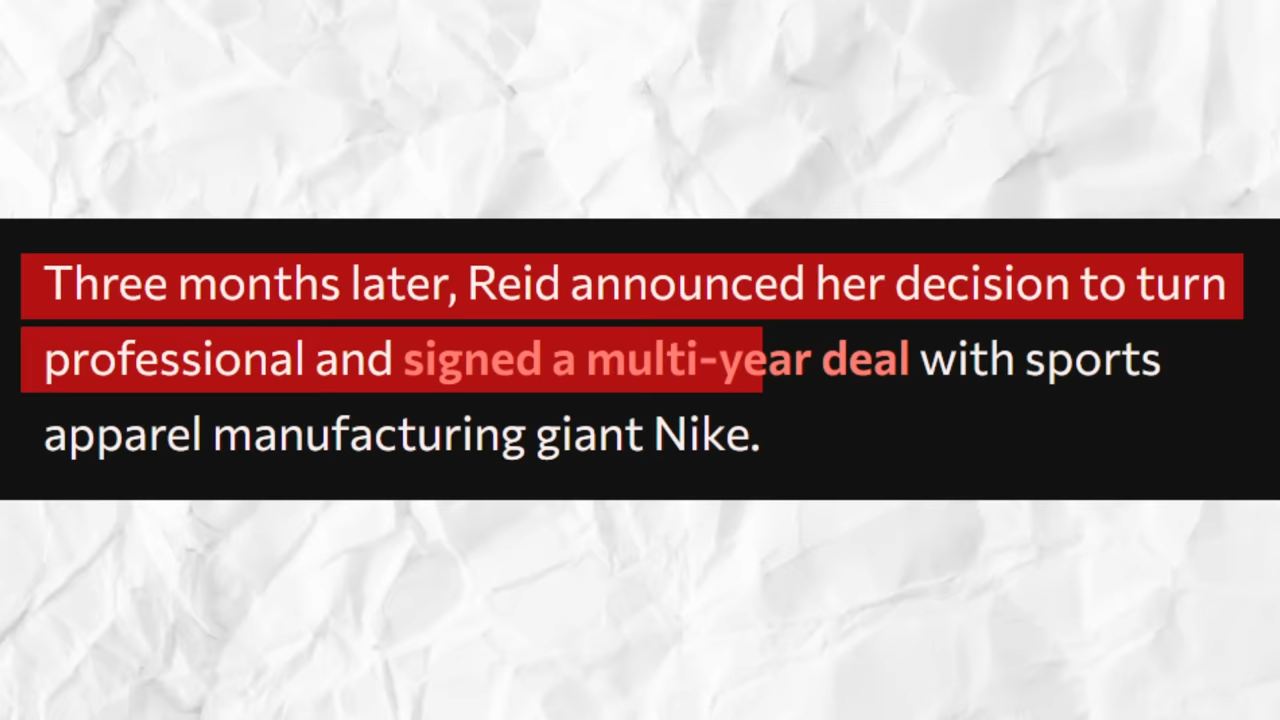 Three months later, Reid announced her decision to turn
professional and signed a multi-year deal with sports
apparel manufacturing giant Nike.